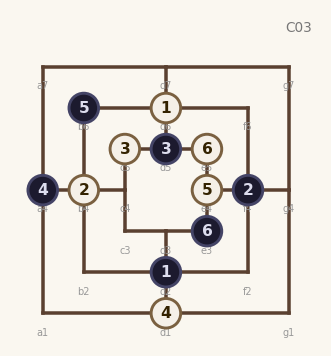 C03
a7 d7 g7
5 1
b6 d6 f6
3 3 6
c5 d5 e5
4 2 5 2
a4 b4 c4 e4 g4
6
c3 d3 e3
1
b2 d2 f2
4
a1 d1 g1